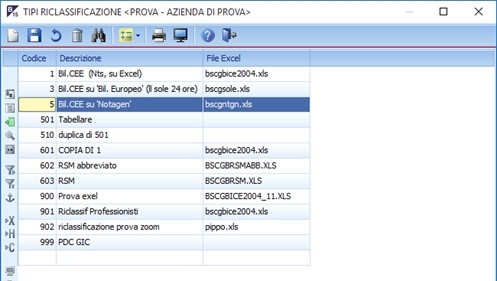 TIPI RICLASSIFICAZIONE <PROVA - AZIENDA DI PROVA>
Codice Descrizione File Excel
1 Bil.CEE (Nts, su Excel) bscgbice2004.xls
3 Bil.CEE su 'Bil. Europeo' (Il sole 24 ore) bscgsole.xls
5 Bil.CEE su 'Notagen' bscgntgn.xls
501 Tabellare
510 duplica di 501
601 COPIA DI 1 bscgbice2004.xls
602 RSM abbreviato BSCGBRSMABB.XLS
603 RSM BSCGBRSM.XLS
900 Prova exel BSCGBICE2004_11.XLS
901 Riclassif Professionisti bscgbice2004.xls
902 riclassificazione prova zoom pippo.xls
999 PDC GIC